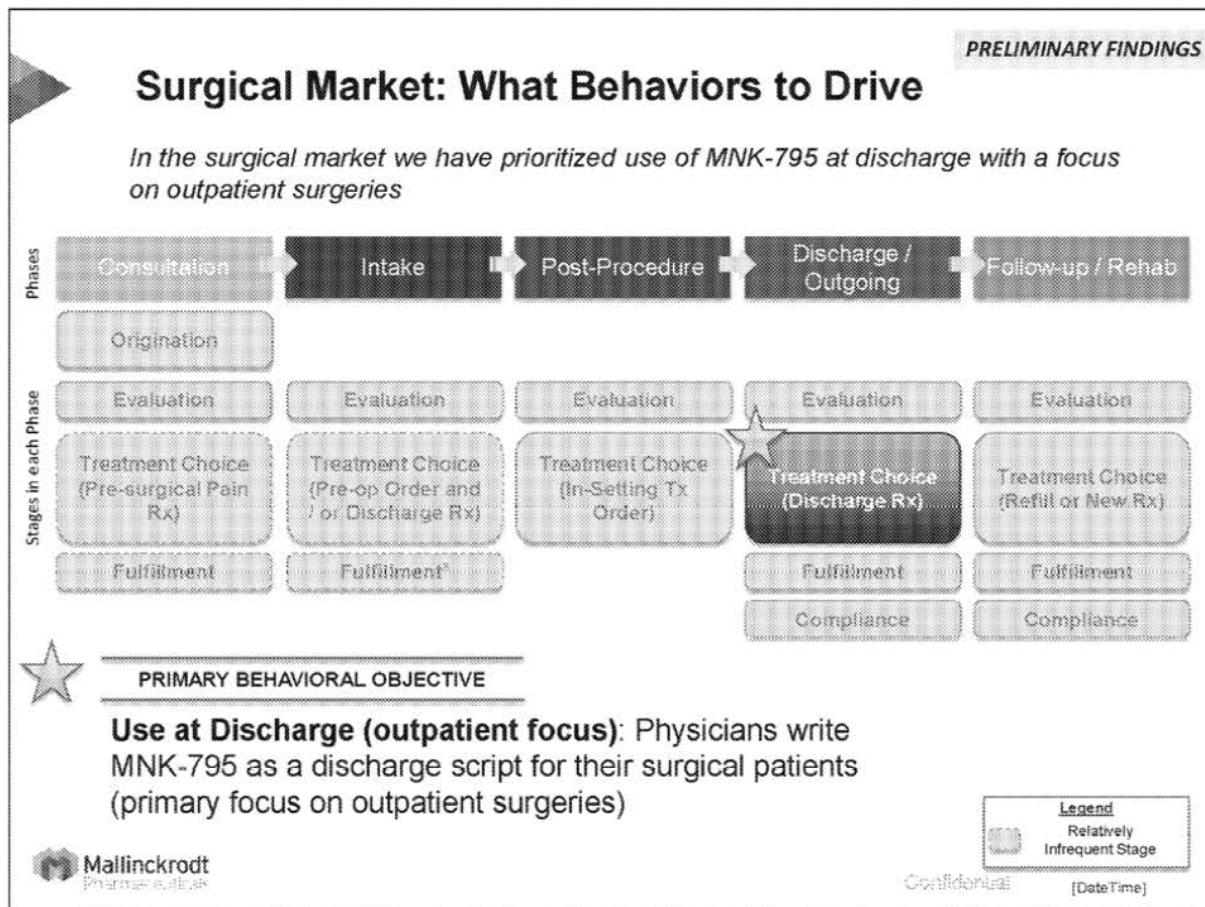 PRELIMINARY FINDINGS
Surgical Market: What Behaviors to Drive
In the surgical market we have prioritized use of MNK-795 at discharge with a focus
on outpatient surgeries
Phases
Consultation
Intake
Post-Procedure
Discharge /
Outgoing
Follow-up / Rehab
Stages in each Phase
Origination
Evaluation
Evaluation
Evaluation
Evaluation
Evaluation
Treatment Choice
(Pre-surgical Pain
Rx)
Treatment Choice
(Pre-op Order and
/ or Discharge Rx)
Treatment Choice
(In-Setting Tx
Order)
Treatment Choice
(Discharge Rx)
Treatment Choice
(Refill or New Rx)
Fulfillment
Fulfillment*
Fulfillment
Fulfillment
Compliance
Compliance
PRIMARY BEHAVIORAL OBJECTIVE
Use at Discharge (outpatient focus): Physicians write
MNK-795 as a discharge script for their surgical patients
(primary focus on outpatient surgeries)
Legend
Relatively
Infrequent Stage
Mallinckrodt
Pharmaceuticals
Confidential
[DateTime]